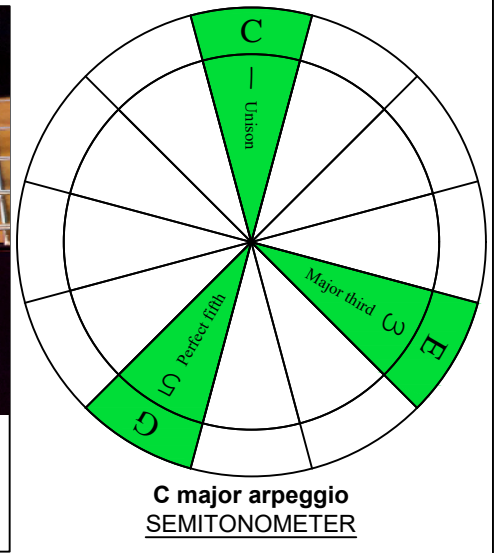 C
1 Unison
Major third 3
E
Perfect fifth
5
G
C major arpeggio
SEMITONOMETER